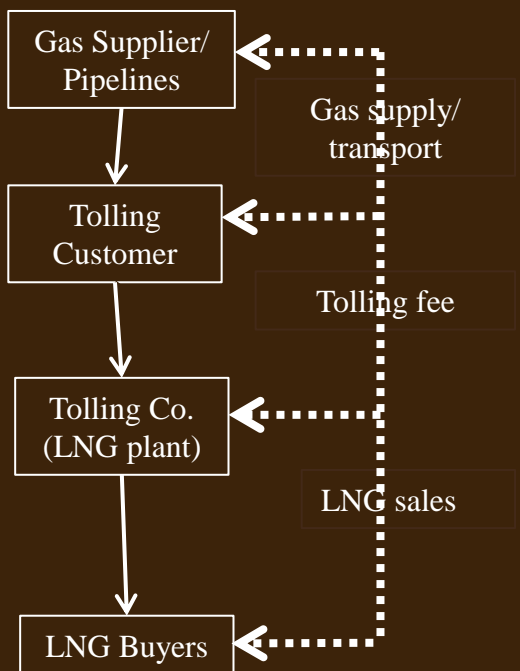 Gas Supplier/
Pipelines
Gas supply/
transport
Tolling
Customer
Tolling fee
Tolling Co.
(LNG plant)
LNG sales
LNG Buyers